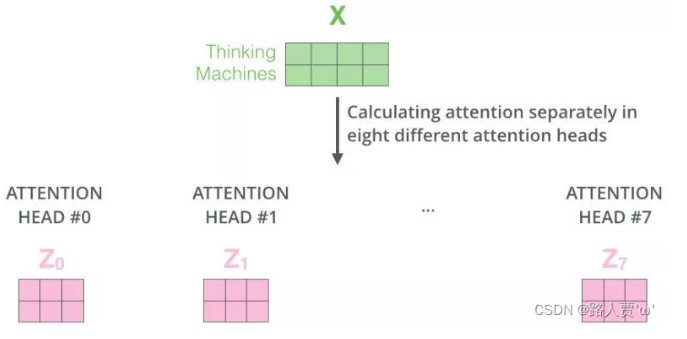 X
Thinking
Machines
Calculating attention separately in
eight different attention heads
ATTENTION
HEAD #0
ATTENTION
HEAD #1
...
ATTENTION
HEAD #7
Z0
Z1
Z7
CSDN @路人贾'ω'